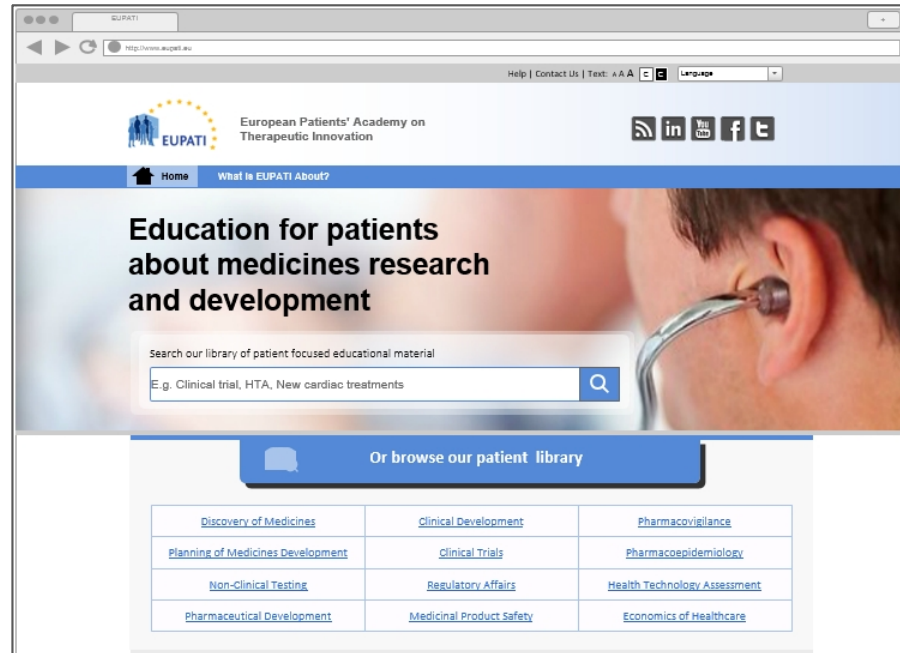 EUPATI
http://www.eupati.eu
Help | Contact Us | Text: A A A C C Language
EUPATI
European Patients' Academy on
Therapeutic Innovation
in You Tube f t
Home What is EUPATI About?
Education for patients
about medicines research
and development
Search our library of patient focused educational material
E.g. Clinical trial, HTA, New cardiac treatments
Or browse our patient library
Discovery of Medicines Clinical Development Pharmacovigilance
Planning of Medicines Development Clinical Trials Pharmacoepidemiology
Non-Clinical Testing Regulatory Affairs Health Technology Assessment
Pharmaceutical Development Medicinal Product Safety Economics of Healthcare